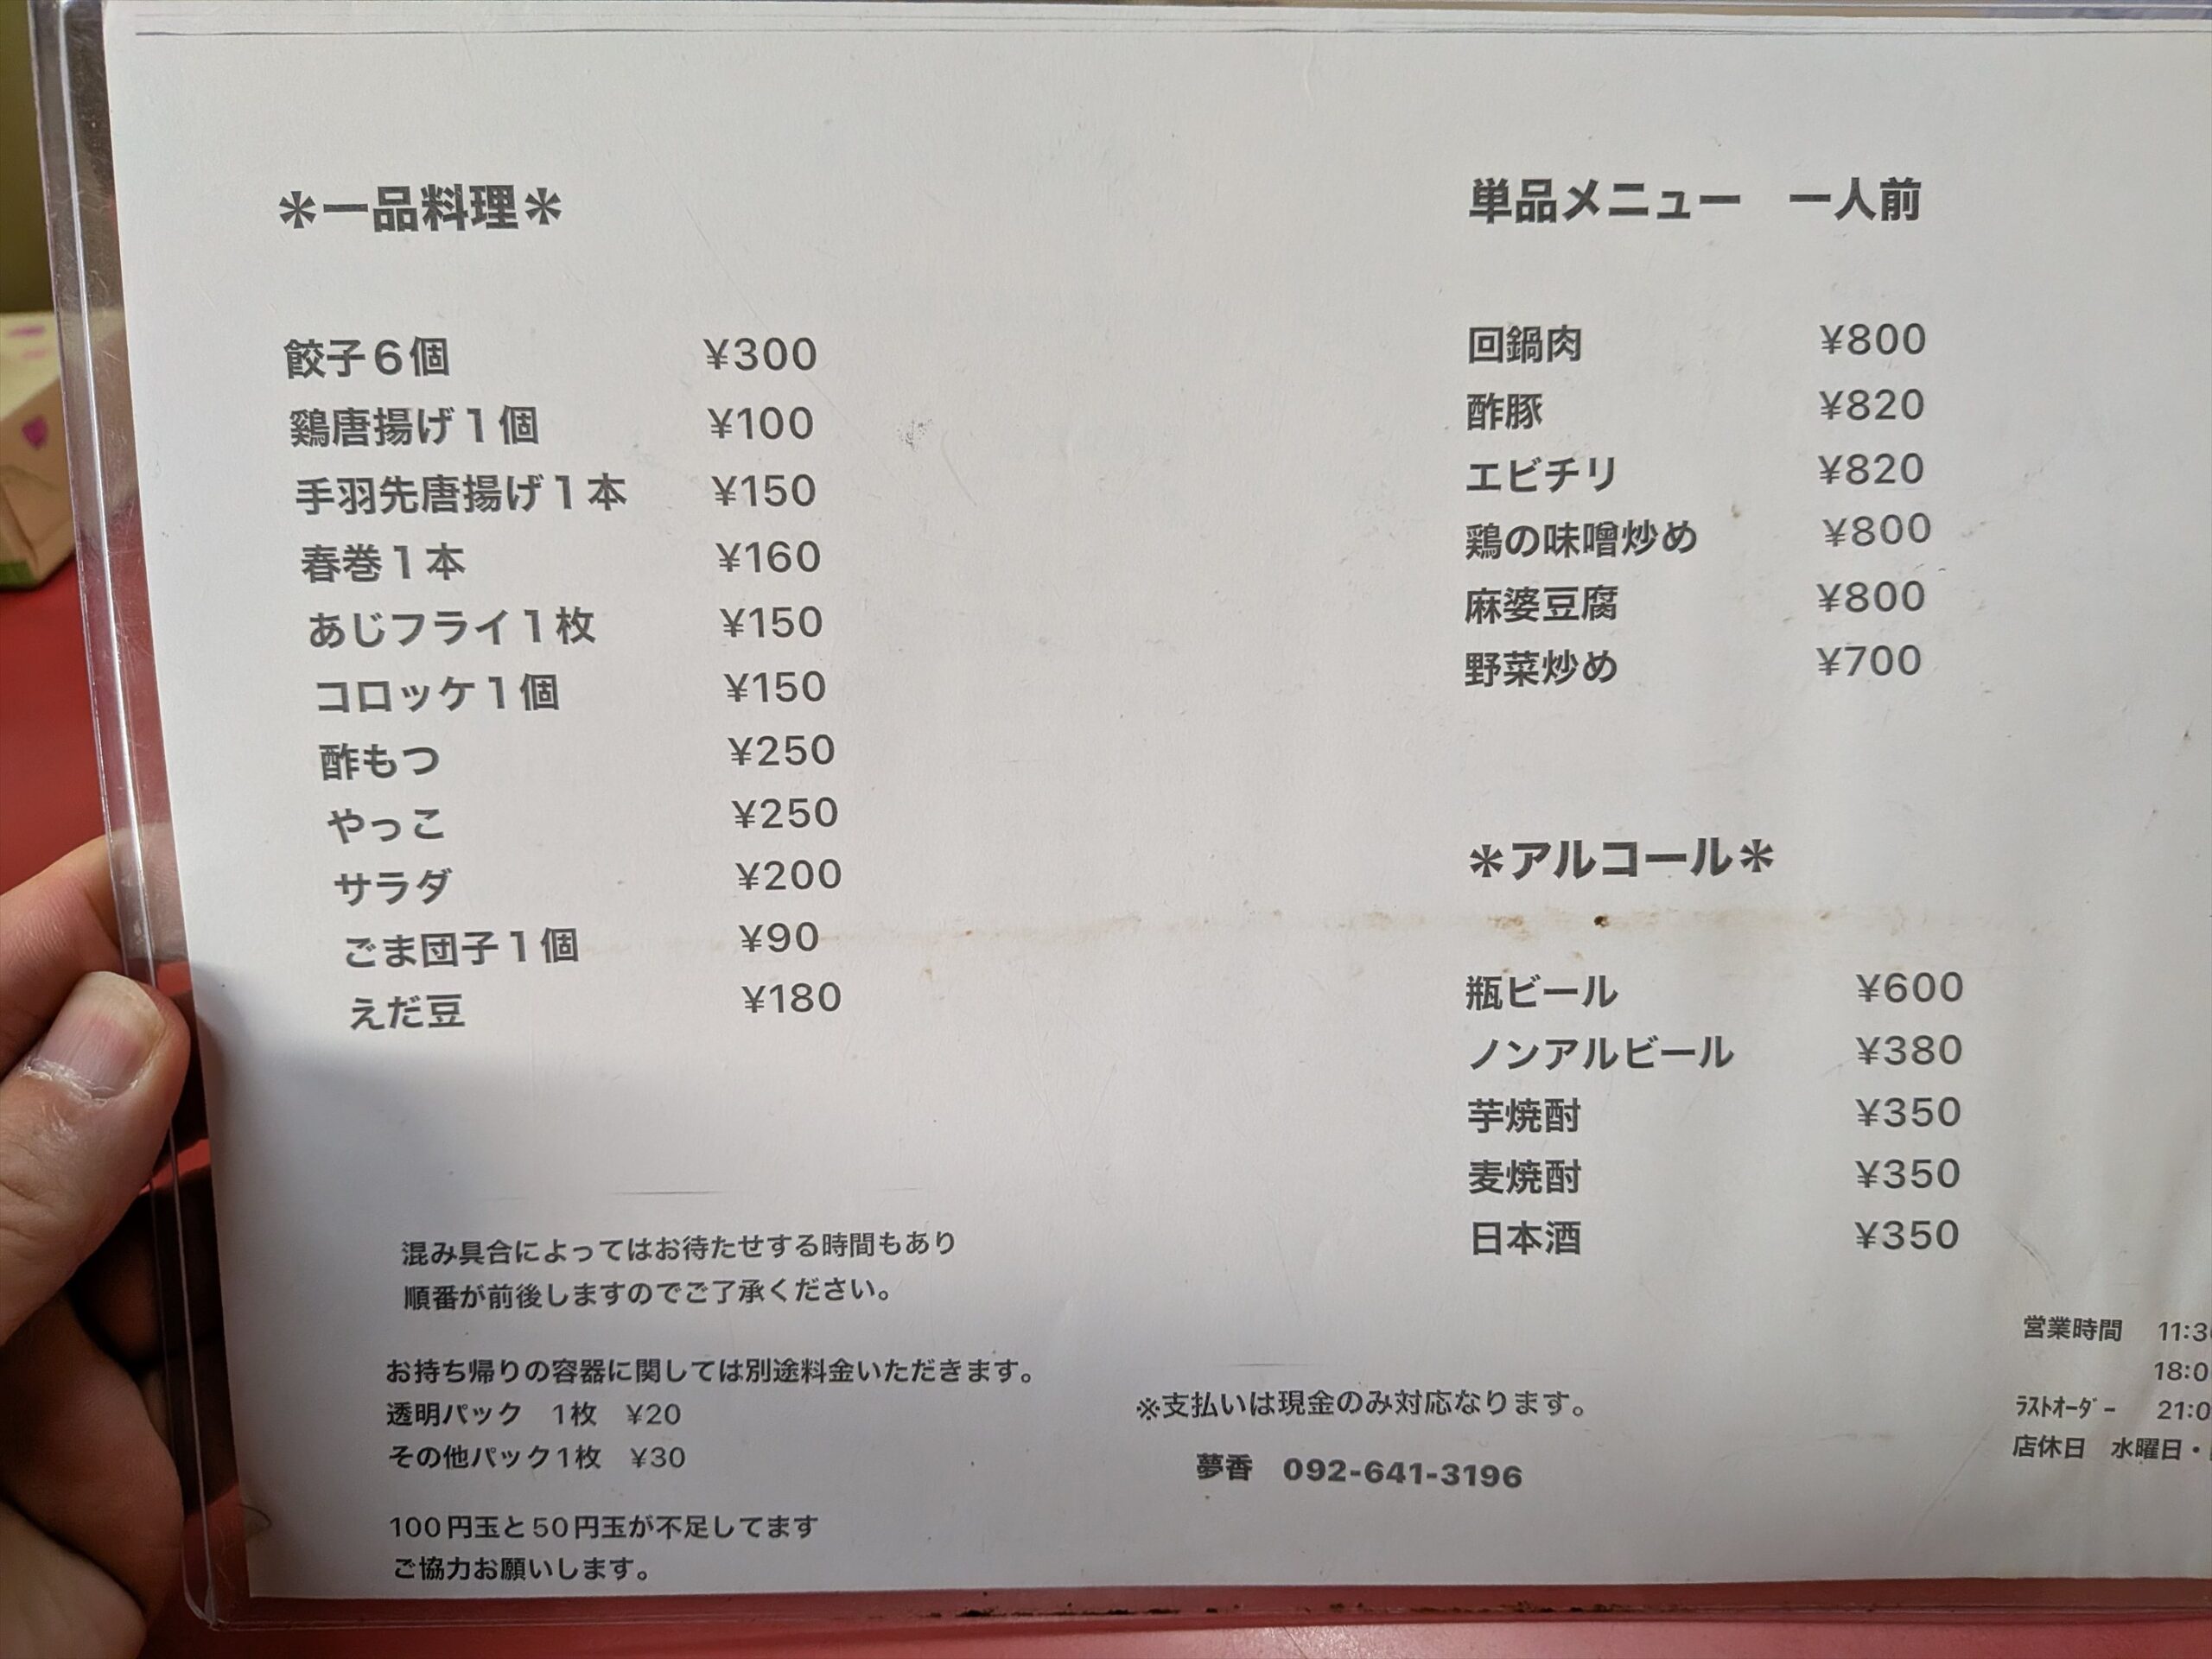 ＊一品料理＊
餃子６個 ¥300
鶏唐揚げ１個 ¥100
手羽先唐揚げ１本 ¥150
春巻１本 ¥160
あじフライ１枚 ¥150
コロッケ１個 ¥150
酢もつ ¥250
やっこ ¥250
サラダ ¥200
ごま団子１個 ¥90
えだ豆 ¥180
混み具合によってはお待たせする時間もあり
順番が前後しますのでご了承ください。
お持ち帰りの容器に関しては別途料金いただきます。
透明パック　1枚　¥20
その他パック1枚　¥30
100円玉と50円玉が不足してます
ご協力お願いします。
単品メニュー　一人前
回鍋肉 ¥800
酢豚 ¥820
エビチリ ¥820
鶏の味噌炒め ¥800
麻婆豆腐 ¥800
野菜炒め ¥700
＊アルコール＊
瓶ビール ¥600
ノンアルビール ¥380
芋焼酎 ¥350
麦焼酎 ¥350
日本酒 ¥350
※支払いは現金のみ対応なります。
夢香　092-641-3196
営業時間　11:3
18:0
ﾗｽﾄｵｰﾀﾞｰ　21:0
店休日　水曜日・